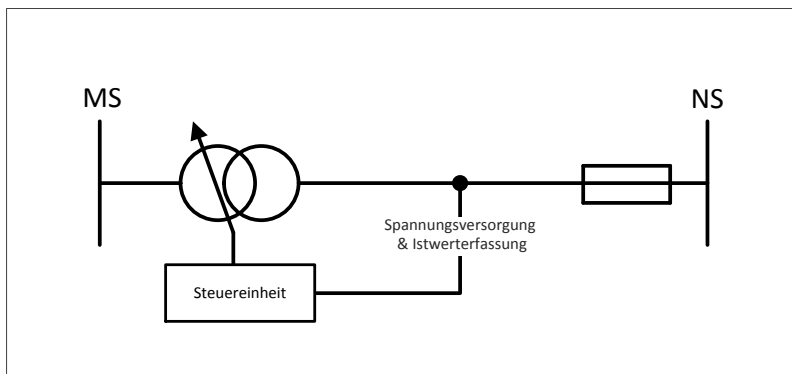 MS
NS
Spannungsversorgung
& Istwerterfassung
Steuereinheit